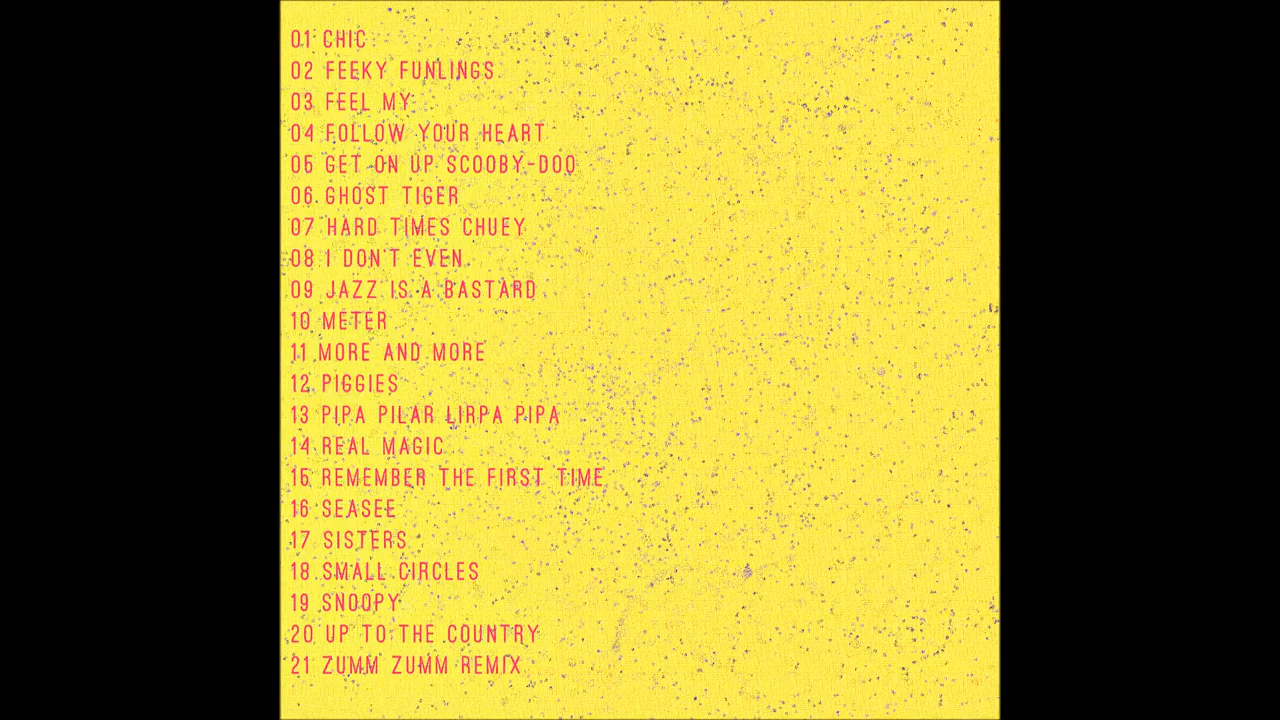 01 CHIC
02 FEEKY FUNLINGS
03 FEEL MY
04 FOLLOW YOUR HEART
05 GET ON UP SCOOBY-DOO
06 GHOST TIGER
07 HARD TIMES CHUEY
08 I DON'T EVEN
09 JAZZ IS A BASTARD
10 METER
11 MORE AND MORE
12 PIGGIES
13 PIPA PILAR LIRPA PIPA
14 REAL MAGIC
15 REMEMBER THE FIRST TIME
16 SEASEE
17 SISTERS
18 SMALL CIRCLES
19 SNOOPY
20 UP TO THE COUNTRY
21 ZUMM ZUMM REMIX